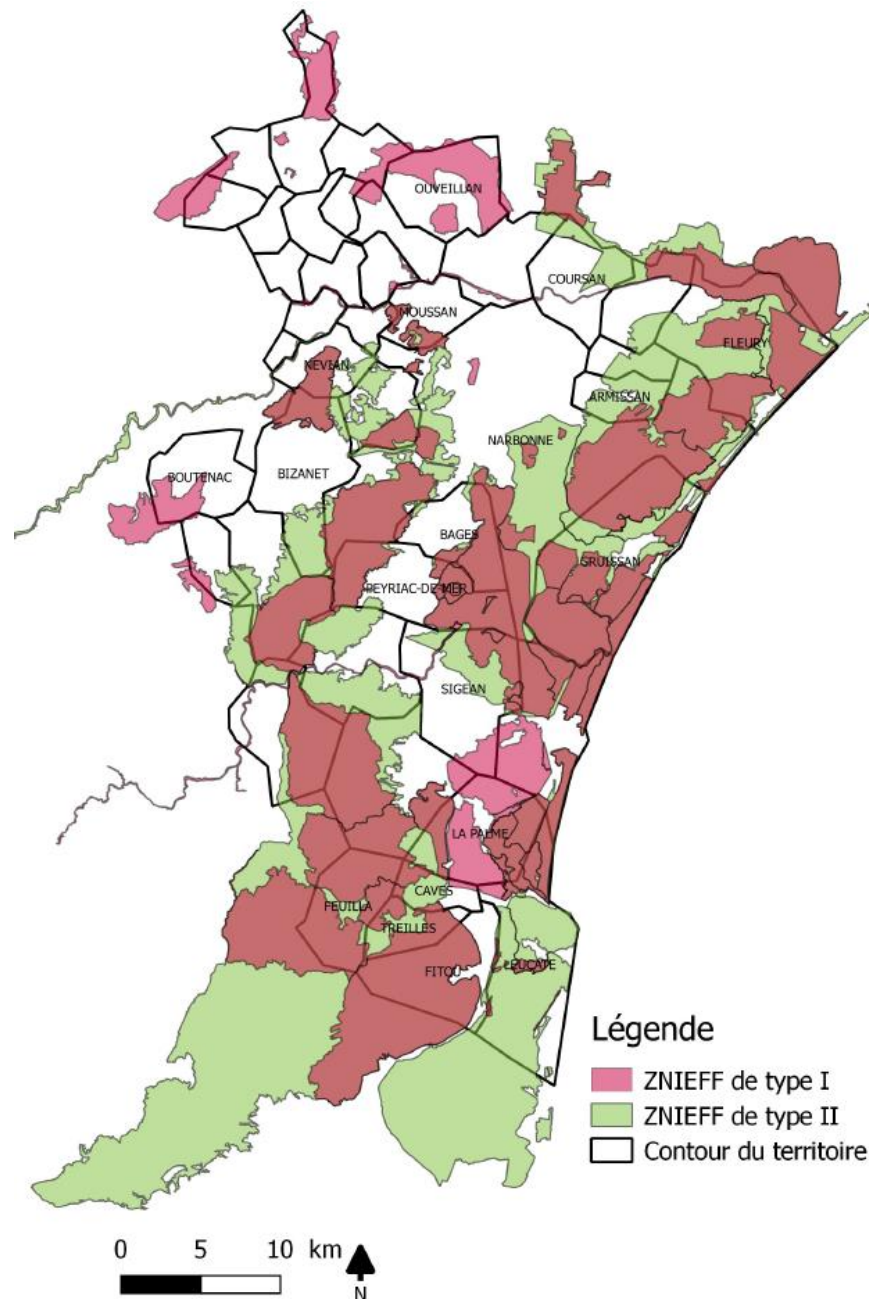 OUVEILLAN
COURSAN
MOUSSAN
FLEURY
NEVIAN
ARMISSAN
NARBONNE
BOUTENAC
BIZANET
BAGES
GRUISSAN
PEYRIAC-DE-MER
SIGEAN
LA PALME
CAVES
FEUILLA
TREILLES
FITOU
LEUCATE
Légende
ZNIEFF de type I
ZNIEFF de type II
Contour du territoire
0 5 10 km
N